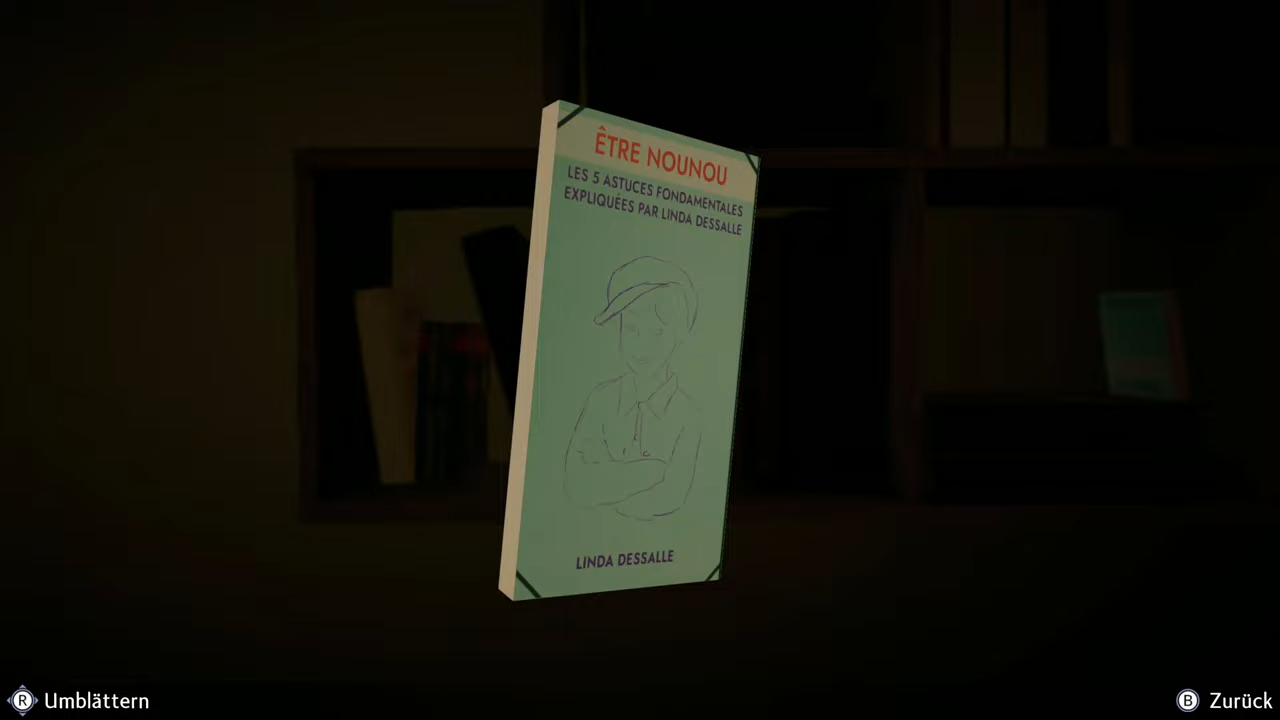 ÊTRE NOUNOU
LES 5 ASTUCES FONDAMENTALES
EXPLIQUÉES PAR LINDA DESSALLE
LINDA DESSALLE
R Umblättern
B Zurück